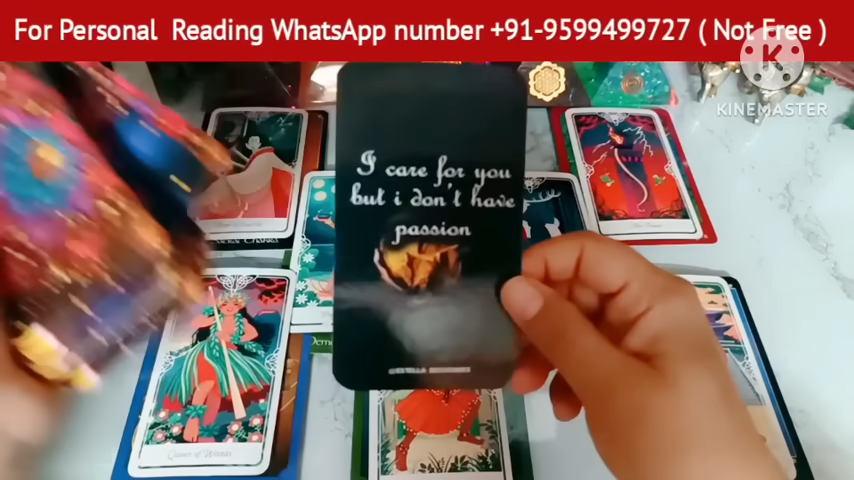 For Personal Reading WhatsApp number +91-9599499727 ( Not Free )
KINEMASTER
I care for you
but i don't have
passion
Queen of Wands